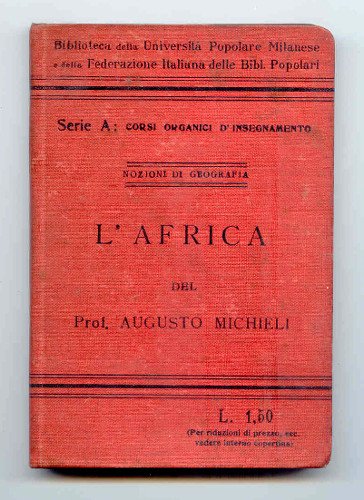 Biblioteca della Università Popolare Milanese
e della Federazione Italiana delle Bibl. Popolari
Serie A: CORSI ORGANICI D'INSEGNAMENTO
NOZIONI DI GEOGRAFIA
L'AFRICA
DEL
Prof. AUGUSTO MICHIELI
L. 1,50
(Per riduzioni di prezzo, ecc.
vedere interno copertina)